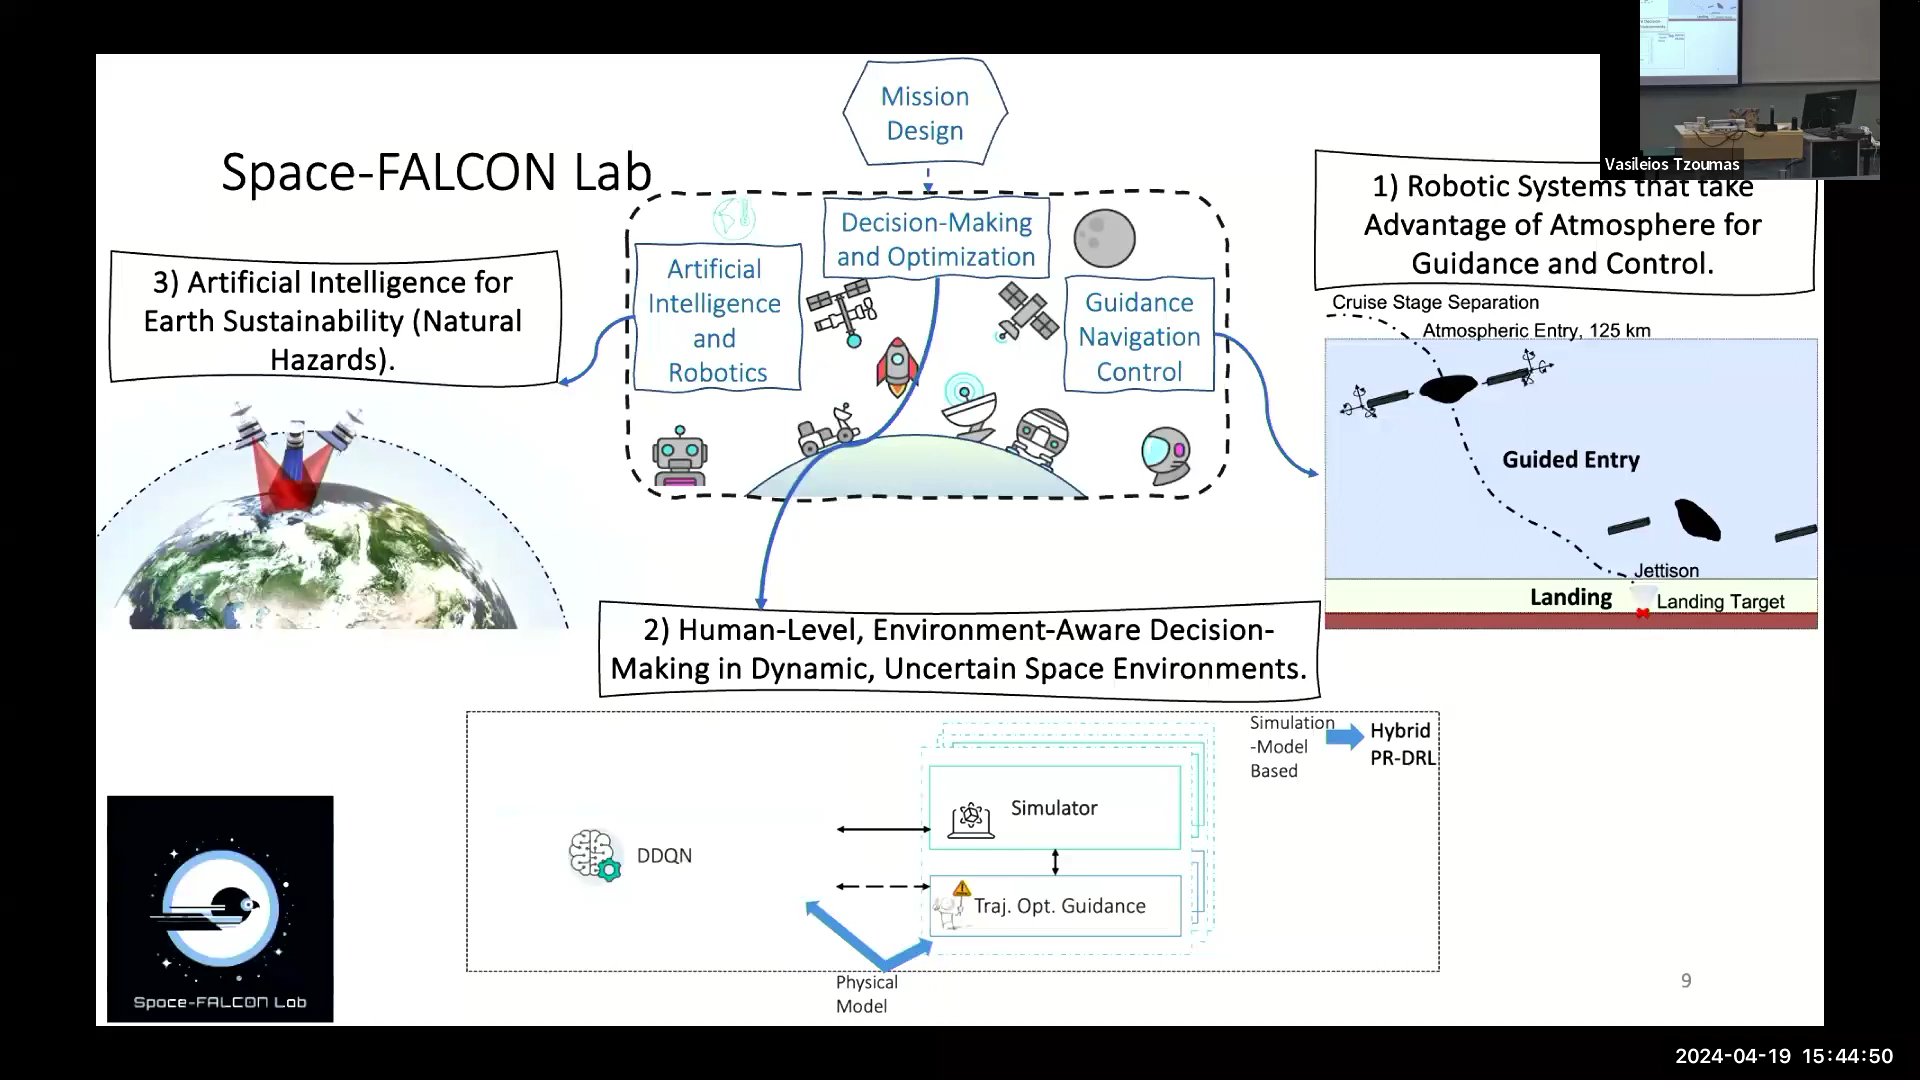 Mission
Design
Vasileios Tzoumas
Space-FALCON Lab
1) Robotic Systems that take
Advantage of Atmosphere for
Guidance and Control.
Decision-Making
and Optimization
3) Artificial Intelligence for
Earth Sustainability (Natural
Hazards).
Artificial
Intelligence
and
Robotics
Guidance
Navigation
Control
Cruise Stage Separation
Atmospheric Entry, 125 km
Guided Entry
Jettison
Landing
Landing Target
2) Human-Level, Environment-Aware Decision-
Making in Dynamic, Uncertain Space Environments.
Simulation
-Model
Based
Hybrid
PR-DRL
Simulator
DDQN
Traj. Opt. Guidance
Physical
Model
Space-FALCON Lab
9
2024-04-19 15:44:50